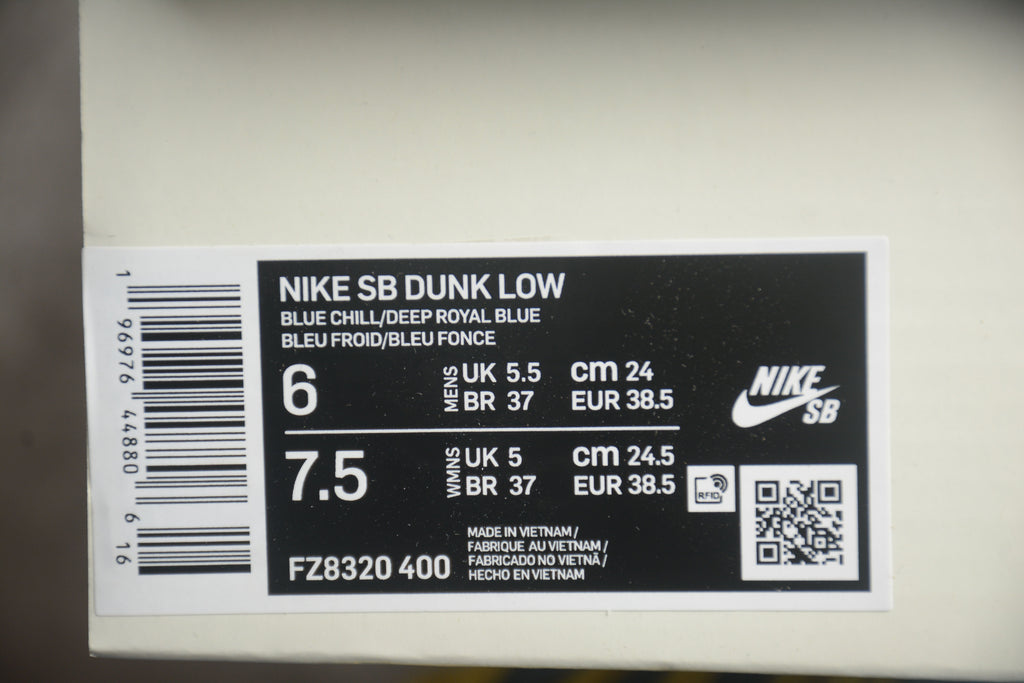 NIKE SB DUNK LOW
BLUE CHILL/DEEP ROYAL BLUE
BLEU FROID/BLEU FONCE
6 MENS UK 5.5 cm 24
BR 37 EUR 38.5
7.5 WMNS UK 5 cm 24.5
BR 37 EUR 38.5
NIKE
SB
RFID
FZ8320 400
MADE IN VIETNAM /
FABRIQUE AU VIETNAM /
FABRICADO NO VIETNÃ /
HECHO EN VIETNAM
1 96976 44880 6
16